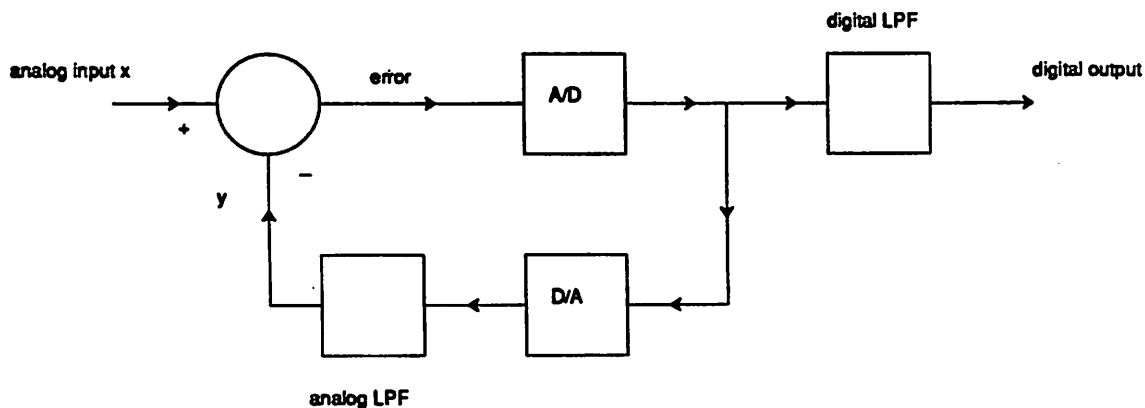 digital LPF
analog input x
error
A/D
digital output
+
−
y
D/A
analog LPF